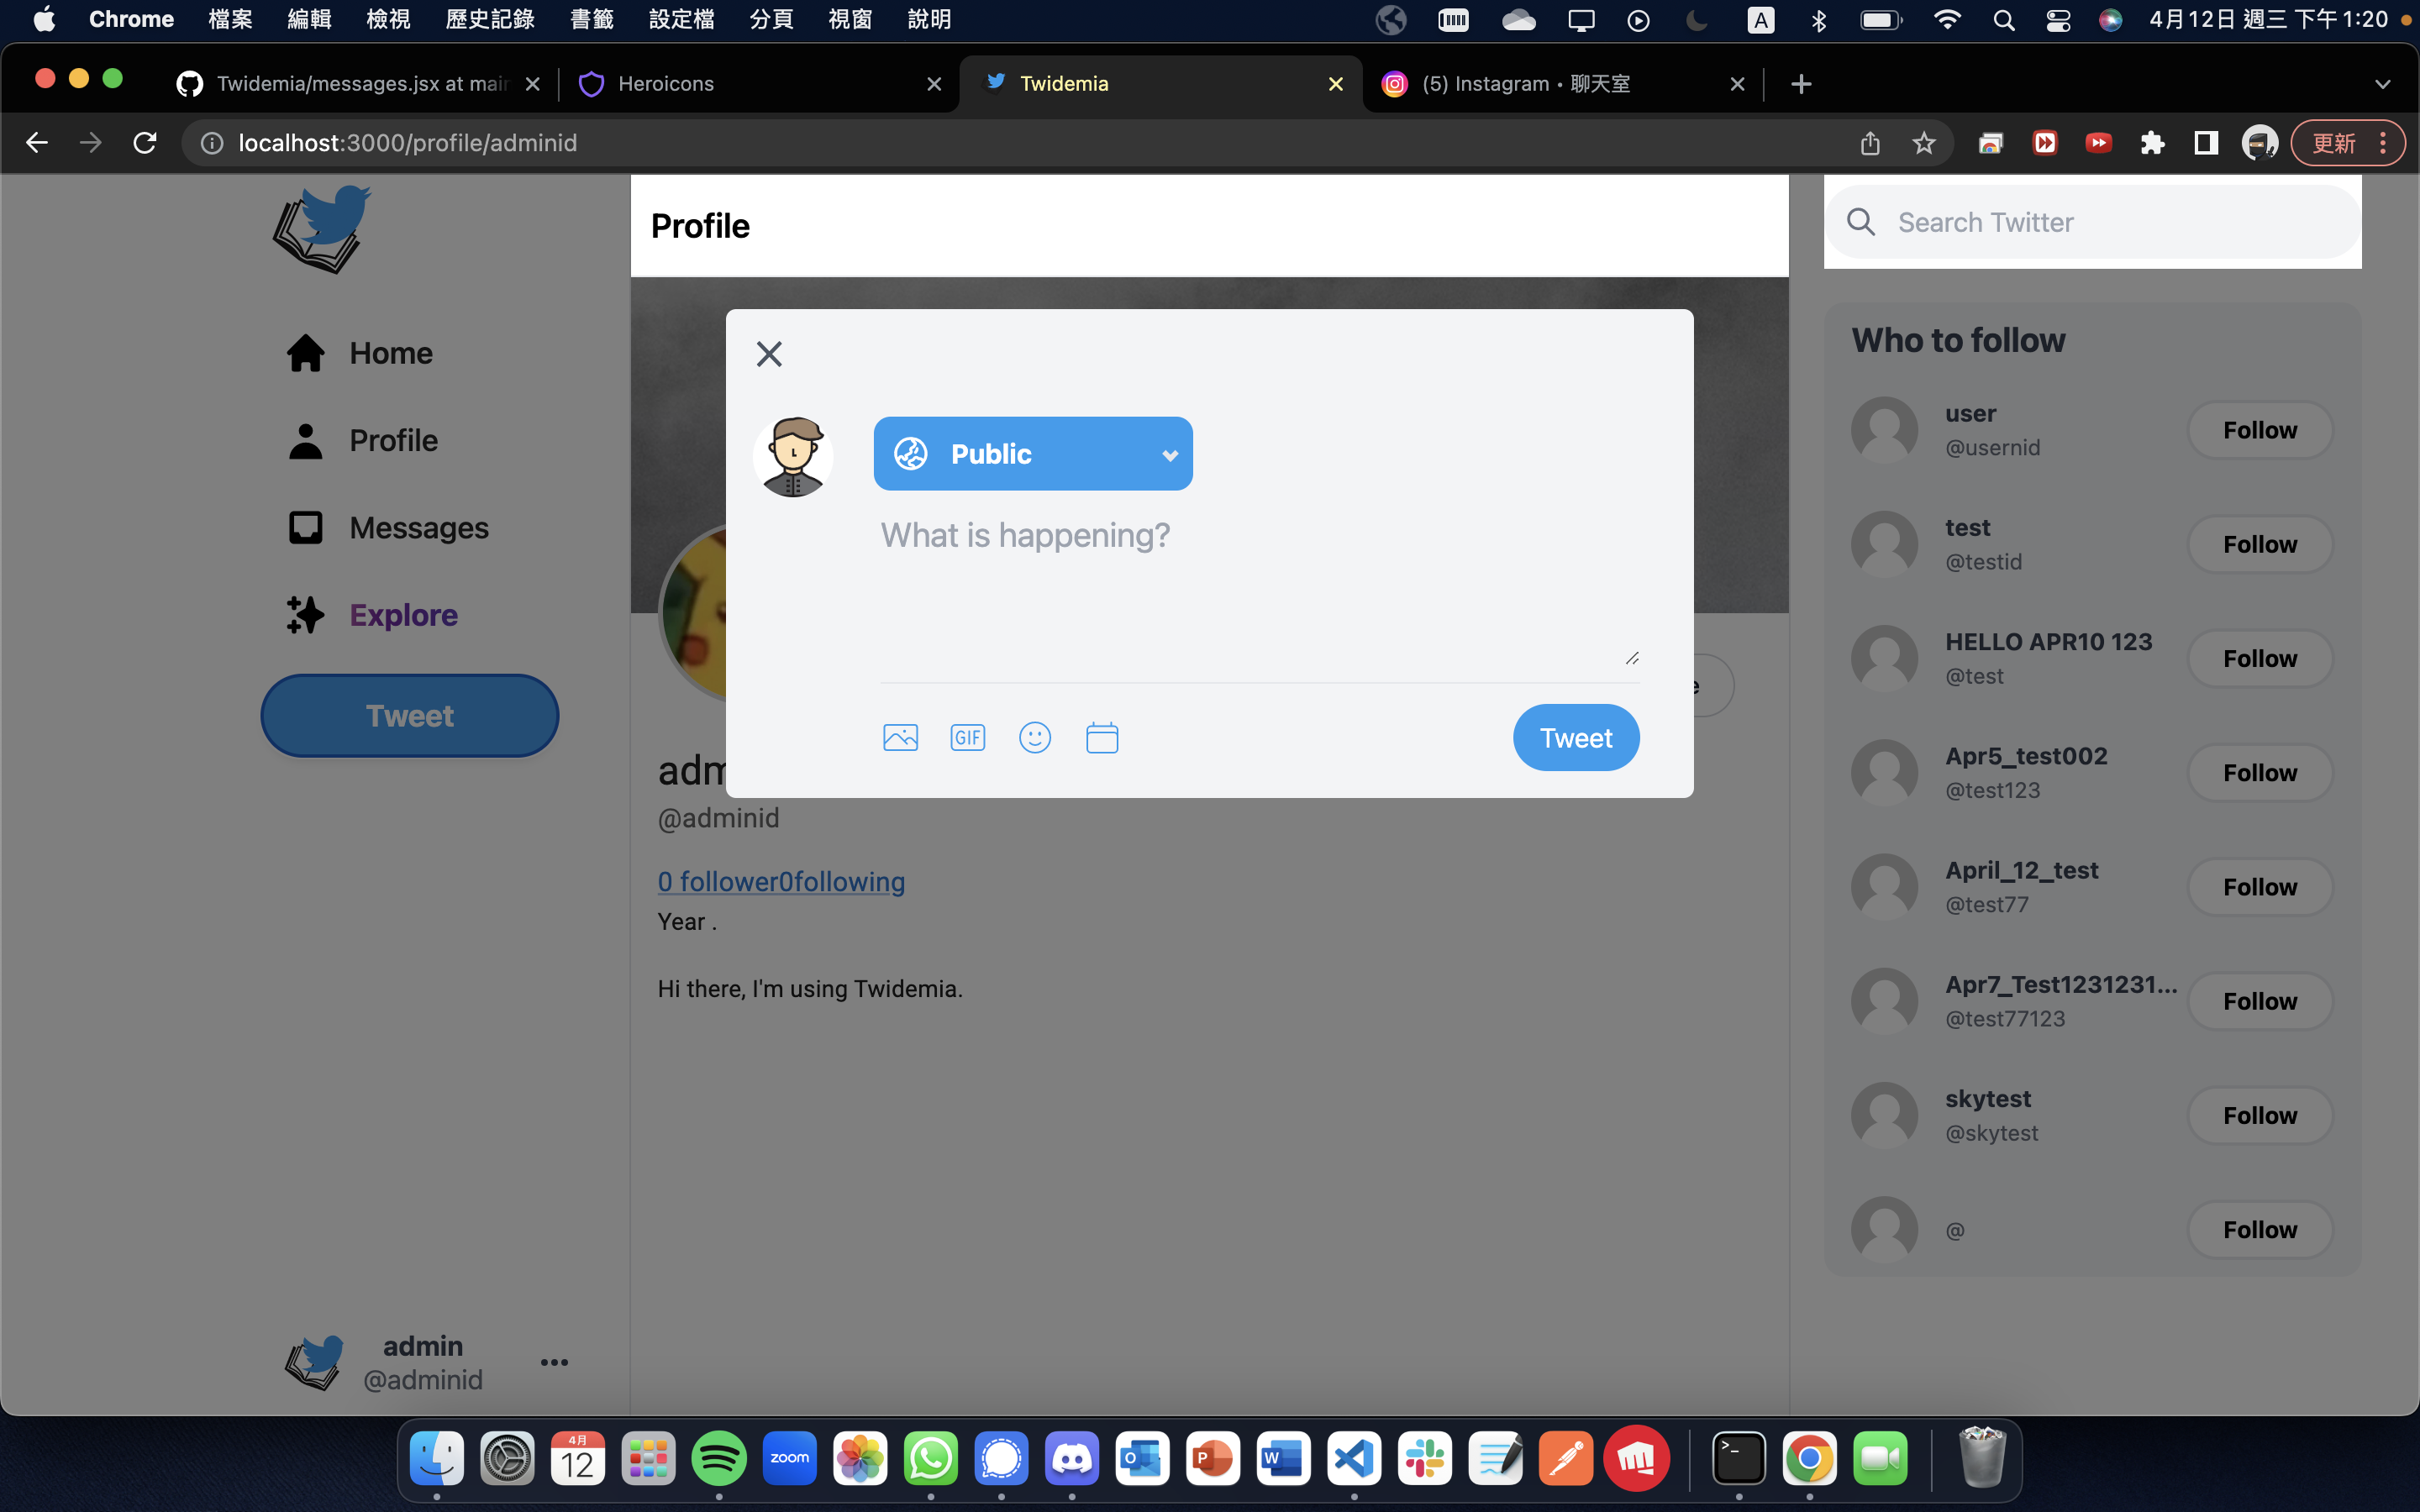 Chrome 檔案 編輯 檢視 歷史記錄 書籤 設定檔 分頁 視窗 說明 A 4月12日 週三 下午 1:20
Twidemia/messages.jsx at mai Heroicons Twidemia (5) Instagram • 聊天室
localhost:3000/profile/adminid 更新
Home
Profile
Messages
Explore
Tweet
admin
@adminid
Profile
Public
What is happening?
GIF
Tweet
@adminid
0 follower0following
Year .
Hi there, I'm using Twidemia.
Search Twitter
Who to follow
user
@usernid
Follow
test
@testid
Follow
HELLO APR10 123
@test
Follow
Apr5_test002
@test123
Follow
April_12_test
@test77
Follow
Apr7_Test1231231...
@test77123
Follow
skytest
@skytest
Follow
@
Follow
4月
12
zoom
O
P
W
>_